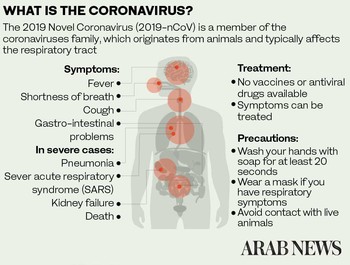 WHAT IS THE CORONAVIRUS?
The 2019 Novel Coronavirus (2019-nCoV) is a member of the
coronaviruses family, which originates from animals and typically affects
the respiratory tract
Symptoms:
Fever
Shortness of breath
Cough
Gastro-intestinal
problems
In severe cases:
Pneumonia
Sever acute respiratory
syndrome (SARS)
Kidney failure
Death
Treatment:
No vaccines or antiviral
drugs available
Symptoms can be
treated
Precautions:
Wash your hands with
soap for at least 20
seconds
Wear a mask if you
have respiratory
symptoms
Avoid contact with live
animals
ARAB NEWS